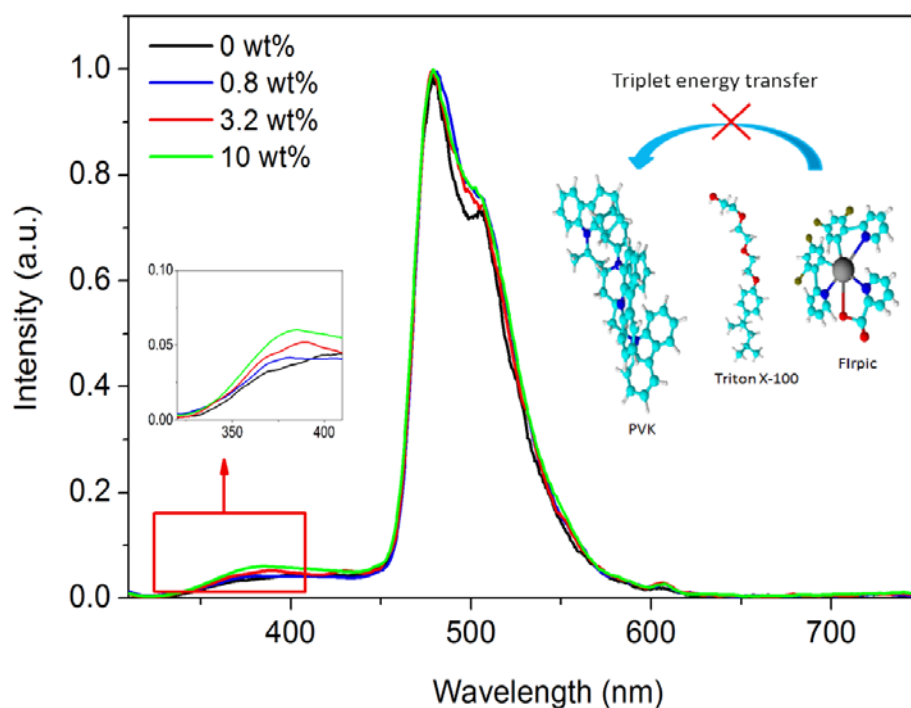 0 wt%
0.8 wt%
3.2 wt%
10 wt%
Triplet energy transfer
PVK
Triton X-100
FIrpic
Intensity (a.u.)
1.0
0.8
0.6
0.4
0.2
0.0
0.10
0.05
0.00
350 400
400 500 600 700
Wavelength (nm)